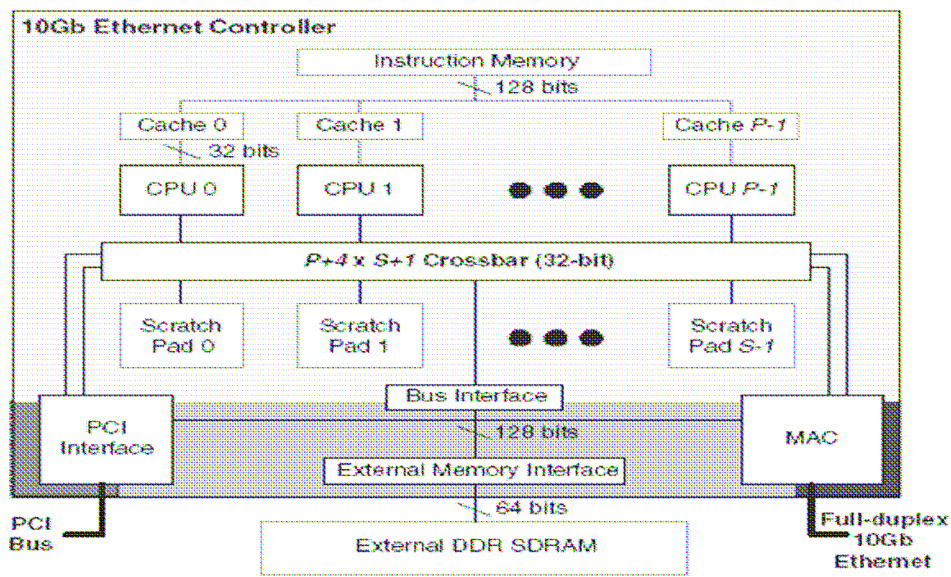 10Gb Ethernet Controller
Instruction Memory
128 bits
Cache 0
Cache 1
Cache P-1
32 bits
CPU 0
CPU 1
CPU P-1
P+4 x S+1 Crossbar (32-bit)
Scratch
Pad 0
Scratch
Pad 1
Scratch
Pad S-1
Bus Interface
PCI
Interface
128 bits
MAC
External Memory Interface
64 bits
PCI
Bus
Full-duplex
10Gb
Ethernet
External DDR SDRAM